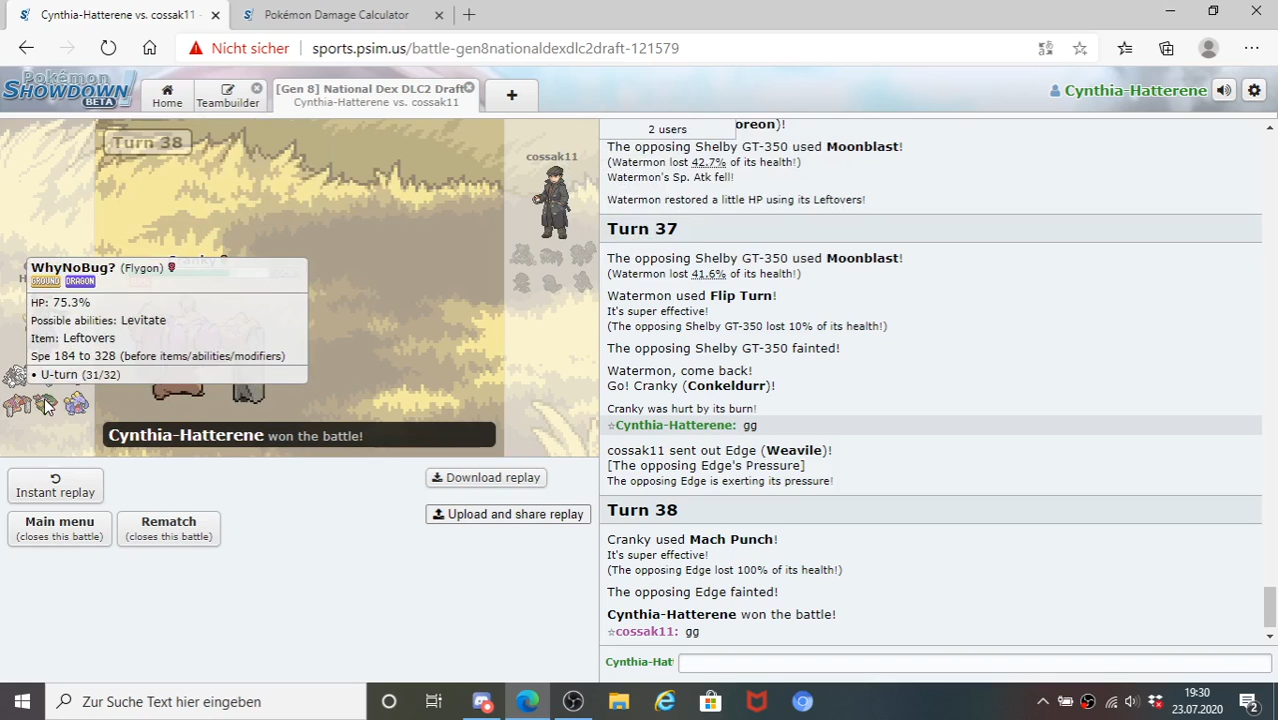 Cynthia-Hatterene vs. cossak11 -
Pokémon Damage Calculator
Nicht sicher
sports.psim.us/battle-gen8nationaldexdlc2draft-121579
Pokémon
SHOWDOWN!
BETA
Home
Teambuilder
[Gen 8] National Dex DLC2 Draft
Cynthia-Hatterene vs. cossak11
Cynthia-Hatterene
Turn 38
cossak11
WhyNoBug? (Flygon)
GROUND DRAGON
HP: 75.3%
Possible abilities: Levitate
Item: Leftovers
Spe 184 to 328 (before items/abilities/modifiers)
• U-turn (31/32)
Cynthia-Hatterene won the battle!
Instant replay
Download replay
Upload and share replay
Main menu
(closes this battle)
Rematch
(closes this battle)
2 users
oreon)!
The opposing Shelby GT-350 used Moonblast!
(Watermon lost 42.7% of its health!)
Watermon's Sp. Atk fell!
Watermon restored a little HP using its Leftovers!
Turn 37
The opposing Shelby GT-350 used Moonblast!
(Watermon lost 41.6% of its health!)
Watermon used Flip Turn!
It's super effective!
(The opposing Shelby GT-350 lost 10% of its health!)
The opposing Shelby GT-350 fainted!
Watermon, come back!
Go! Cranky (Conkeldurr)!
Cranky was hurt by its burn!
☆Cynthia-Hatterene: gg
cossak11 sent out Edge (Weavile)!
[The opposing Edge's Pressure]
The opposing Edge is exerting its pressure!
Turn 38
Cranky used Mach Punch!
It's super effective!
(The opposing Edge lost 100% of its health!)
The opposing Edge fainted!
Cynthia-Hatterene won the battle!
☆cossak11: gg
Cynthia-Hat
Zur Suche Text hier eingeben
19:30
23.07.2020
2